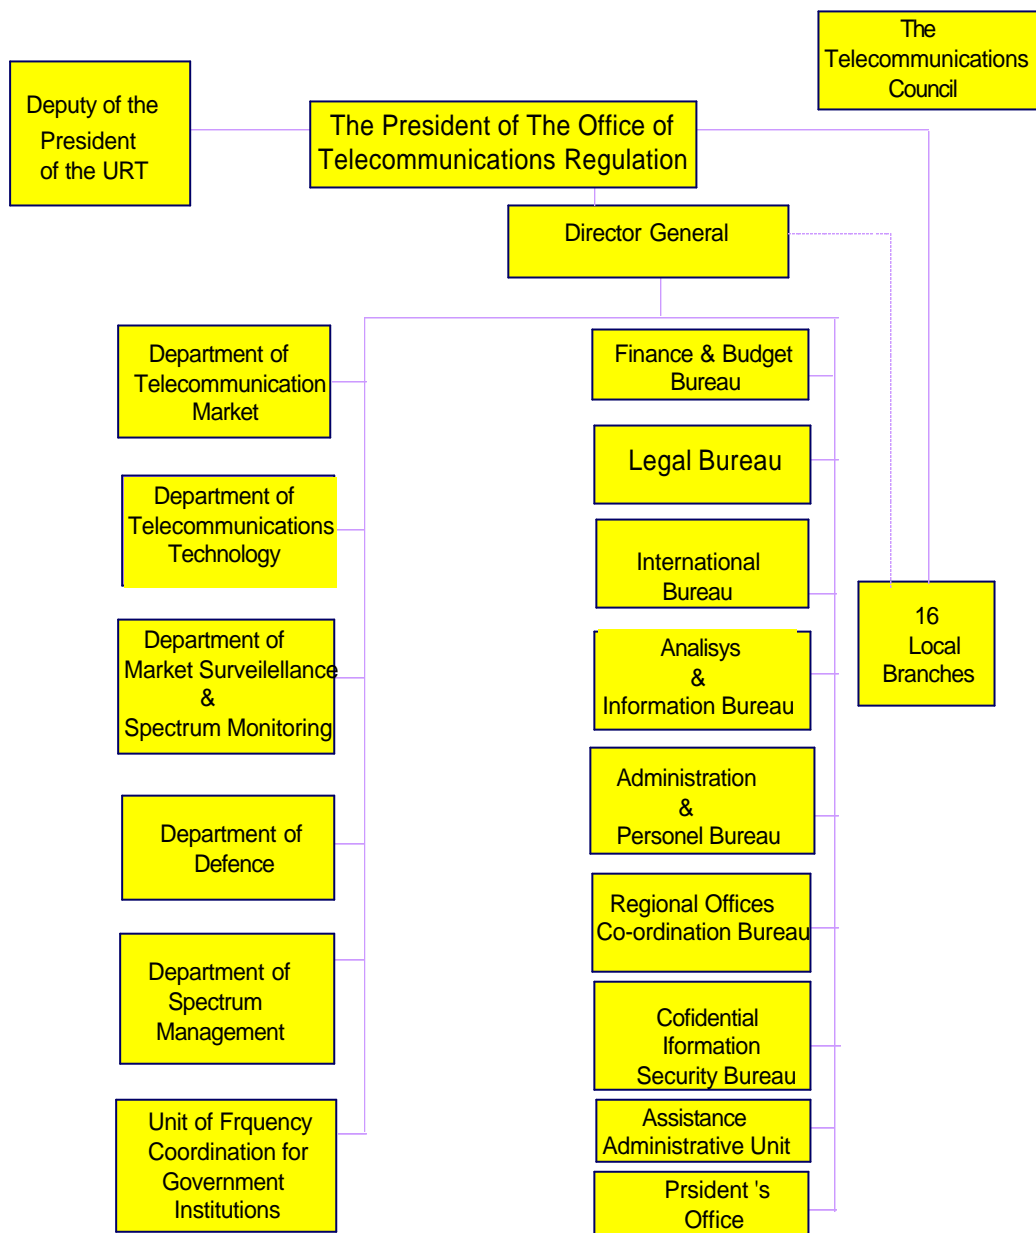 The
Telecommunications
Council
Deputy of the
President
of the URT
The President of The Office of
Telecommunications Regulation
Director General
Department of
Telecommunication
Market
Department of
Telecommunications
Technology
Department of
Market Surveilellance
&
Spectrum Monitoring
Department of
Defence
Department of
Spectrum
Management
Unit of Frquency
Coordination for
Government
Institutions
Finance & Budget
Bureau
Legal Bureau
International
Bureau
Analisys
&
Information Bureau
Administration
&
Personel Bureau
Regional Offices
Co-ordination Bureau
Cofidential
Iformation
Security Bureau
Assistance
Administrative Unit
Prsident 's
Office
16
Local
Branches